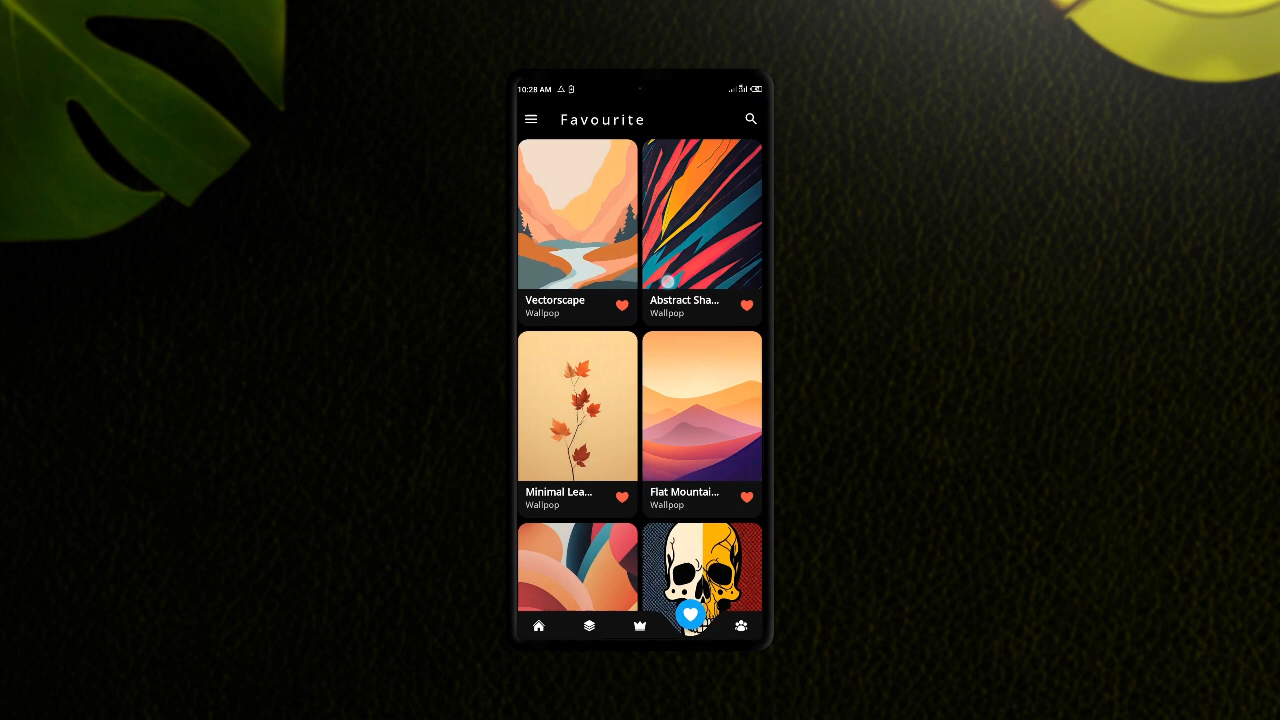 10:28 AM
Favourite
Vectorscape
Wallpop
Abstract Sha...
Wallpop
Minimal Lea...
Wallpop
Flat Mountai...
Wallpop